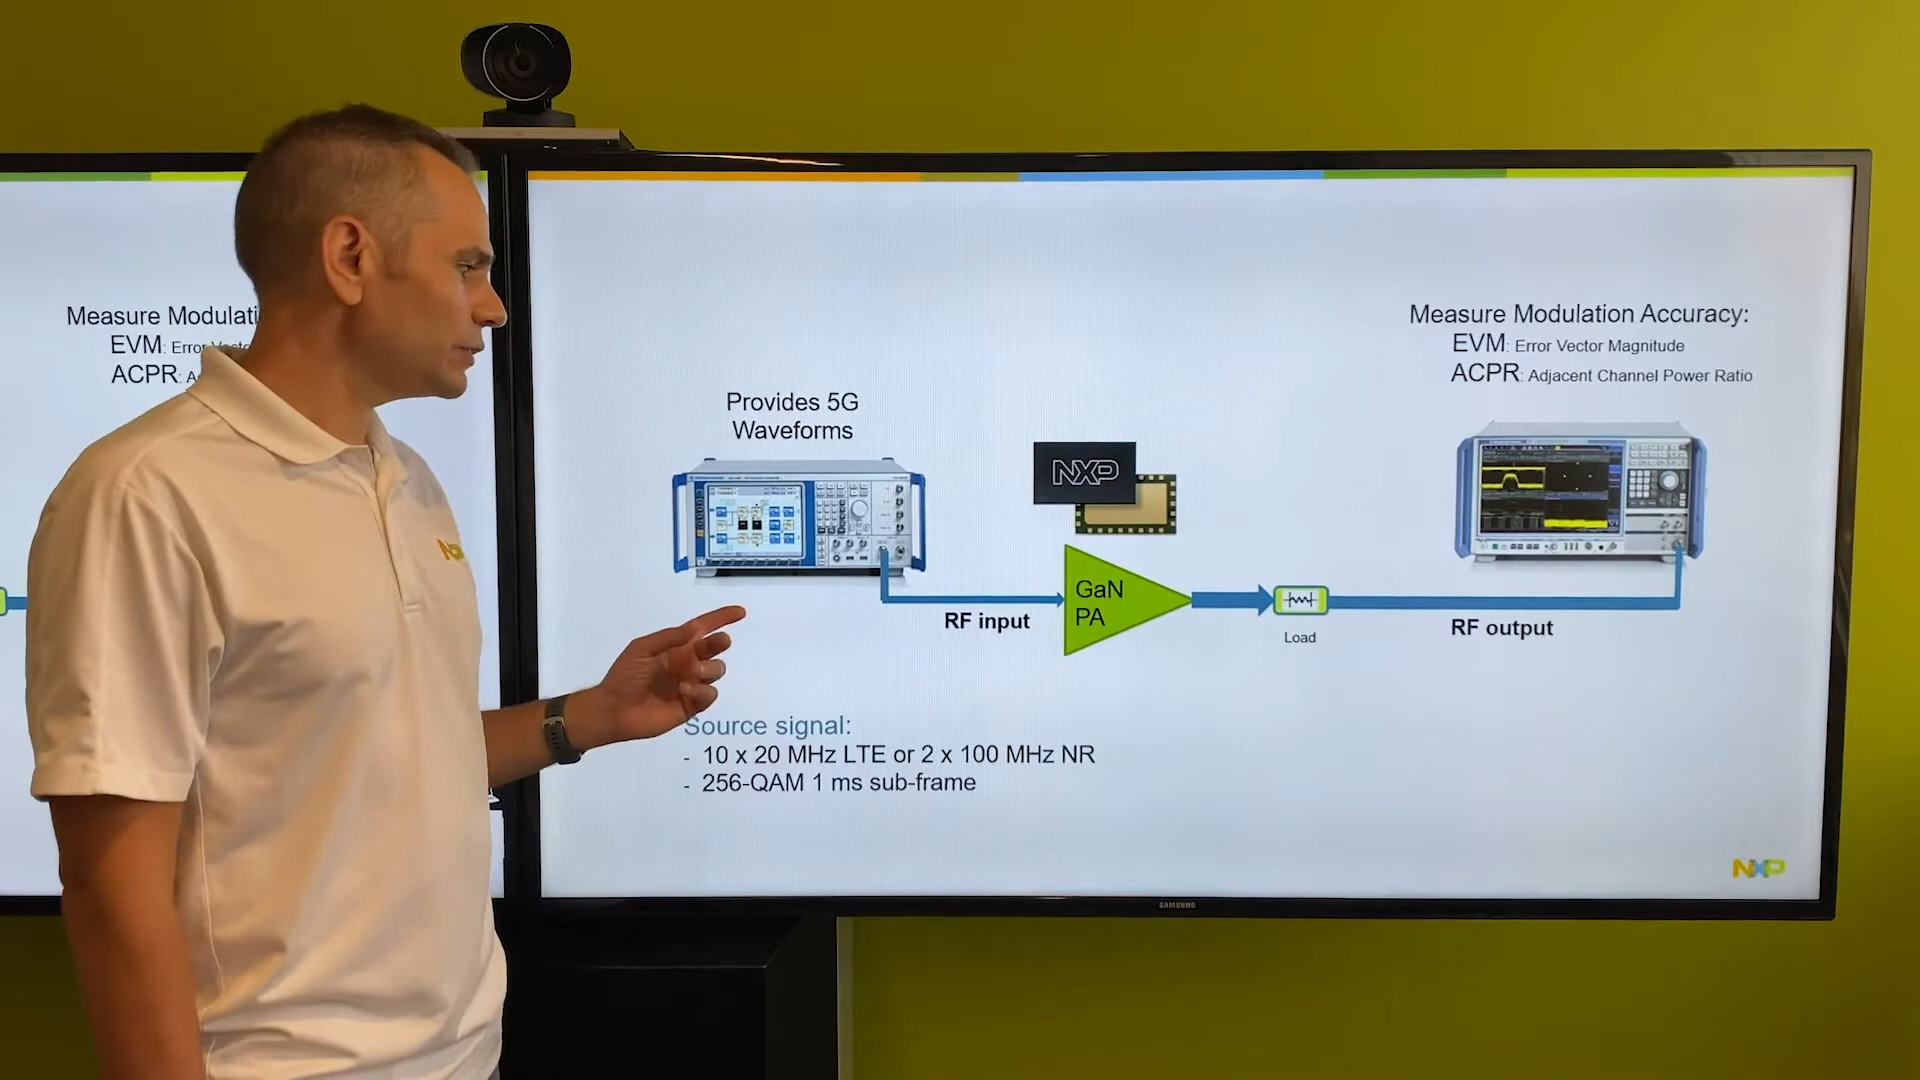 Measure Modulati
EVM: Error Vecto
ACPR: A
Measure Modulation Accuracy:
EVM: Error Vector Magnitude
ACPR: Adjacent Channel Power Ratio
Provides 5G
Waveforms
NXP
GaN
PA
RF input
Load
RF output
Source signal:
- 10 x 20 MHz LTE or 2 x 100 MHz NR
- 256-QAM 1 ms sub-frame
NXP
SAMSUNG